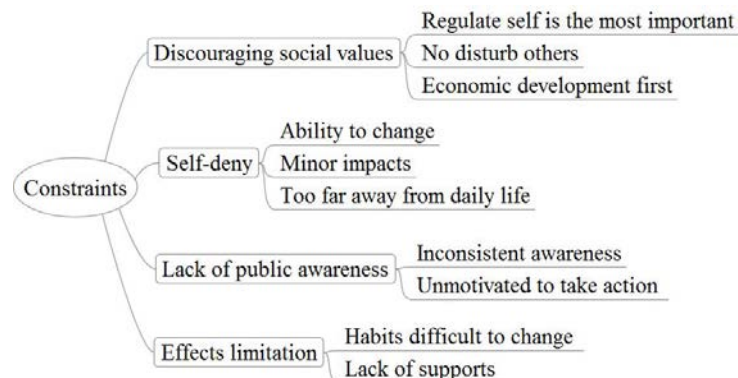 Constraints
Discouraging social values
Regulate self is the most important
No disturb others
Economic development first
Self-deny
Ability to change
Minor impacts
Too far away from daily life
Lack of public awareness
Inconsistent awareness
Unmotivated to take action
Effects limitation
Habits difficult to change
Lack of supports